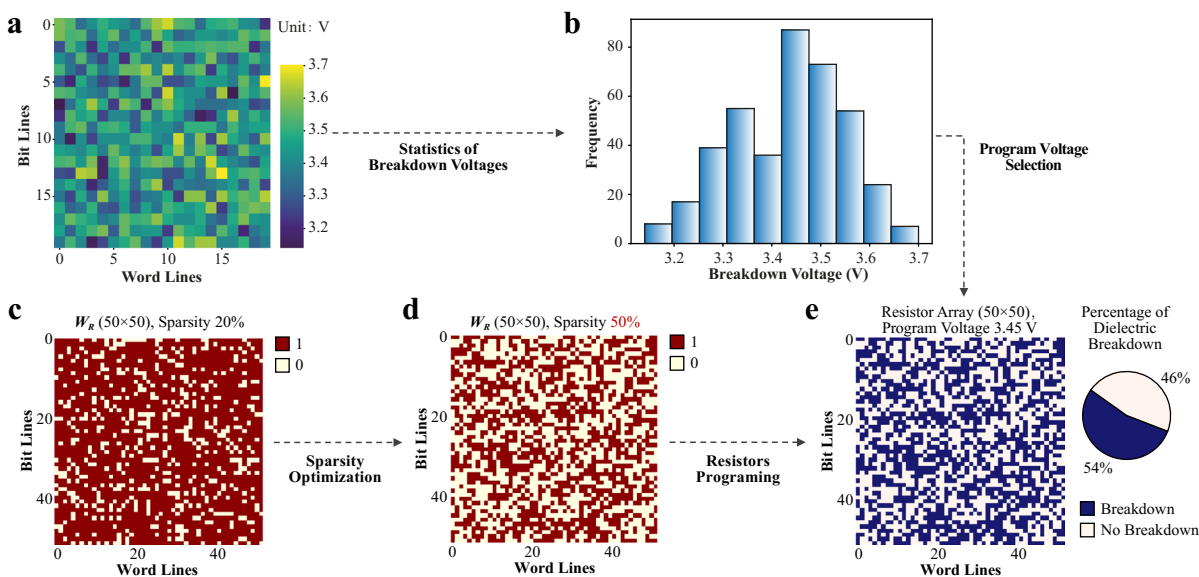 a
Unit: V
0
5
10
15
Bit Lines
0 5 10 15
Word Lines
3.7
3.6
3.5
3.4
3.3
3.2
Statistics of
Breakdown Voltages
b
80
60
40
20
0
Frequency
3.2 3.3 3.4 3.5 3.6 3.7
Breakdown Voltage (V)
Program Voltage
Selection
c
W_R (50×50), Sparsity 20%
1
0
0
20
40
Bit Lines
0 20 40
Word Lines
Sparsity
Optimization
d
W_R (50×50), Sparsity 50%
1
0
0
20
40
Bit Lines
0 20 40
Word Lines
Resistors
Programing
e
Resistor Array (50×50),
Program Voltage 3.45 V
0
20
40
Bit Lines
0 20 40
Word Lines
Percentage of
Dielectric
Breakdown
46%
54%
Breakdown
No Breakdown